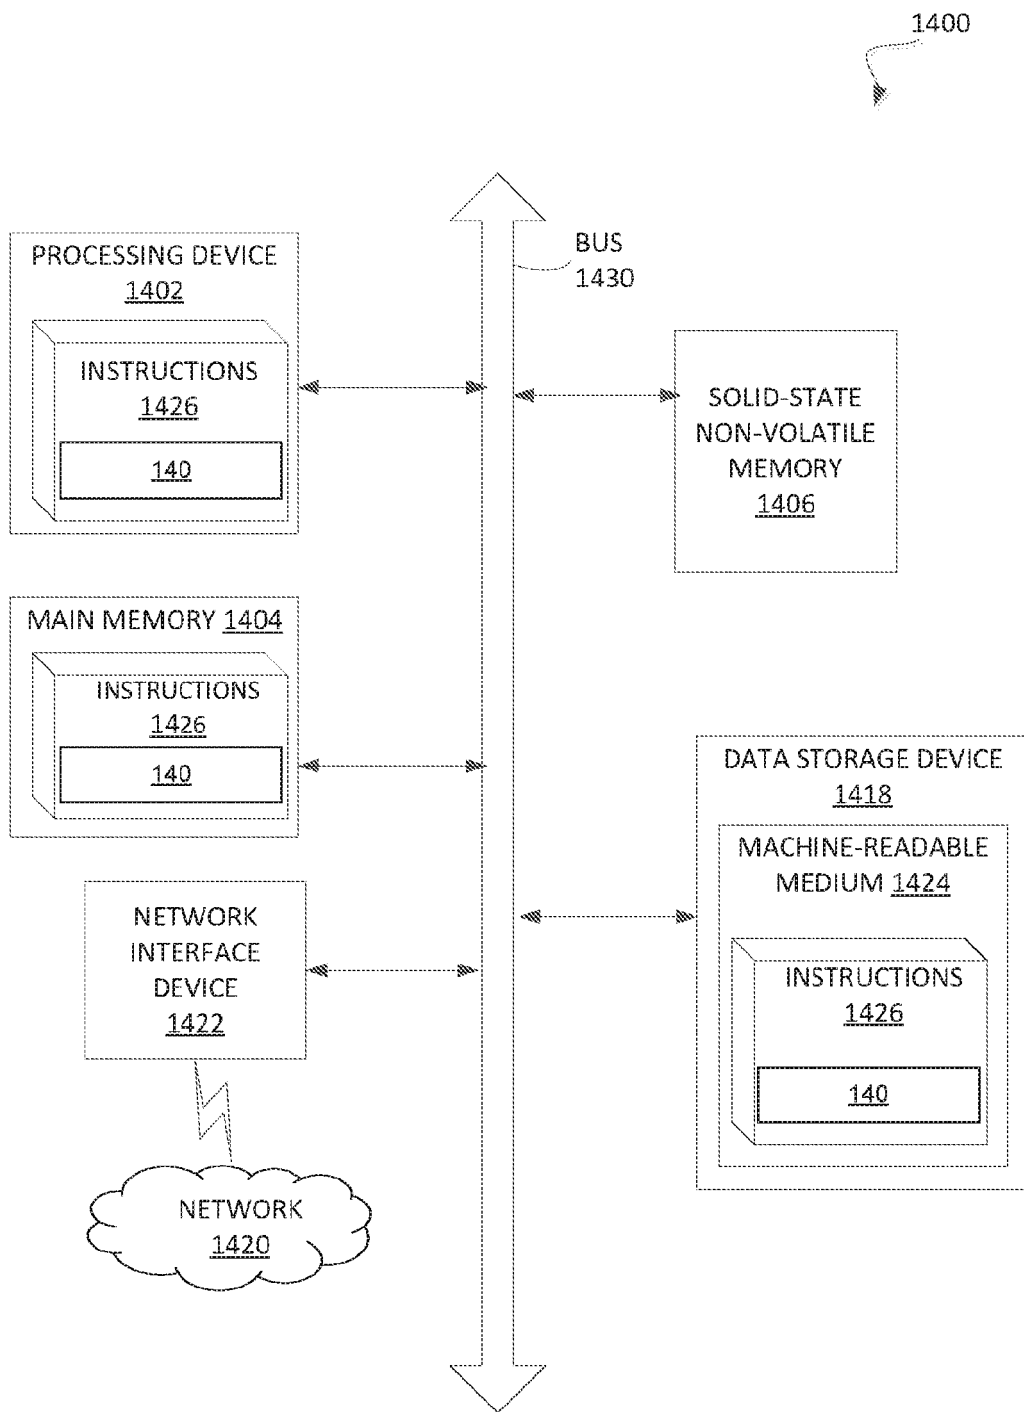 1400
BUS
1430
PROCESSING DEVICE
1402
INSTRUCTIONS
1426
140
SOLID-STATE
NON-VOLATILE
MEMORY
1406
MAIN MEMORY 1404
INSTRUCTIONS
1426
140
DATA STORAGE DEVICE
1418
MACHINE-READABLE
MEDIUM 1424
INSTRUCTIONS
1426
140
NETWORK
INTERFACE
DEVICE
1422
NETWORK
1420